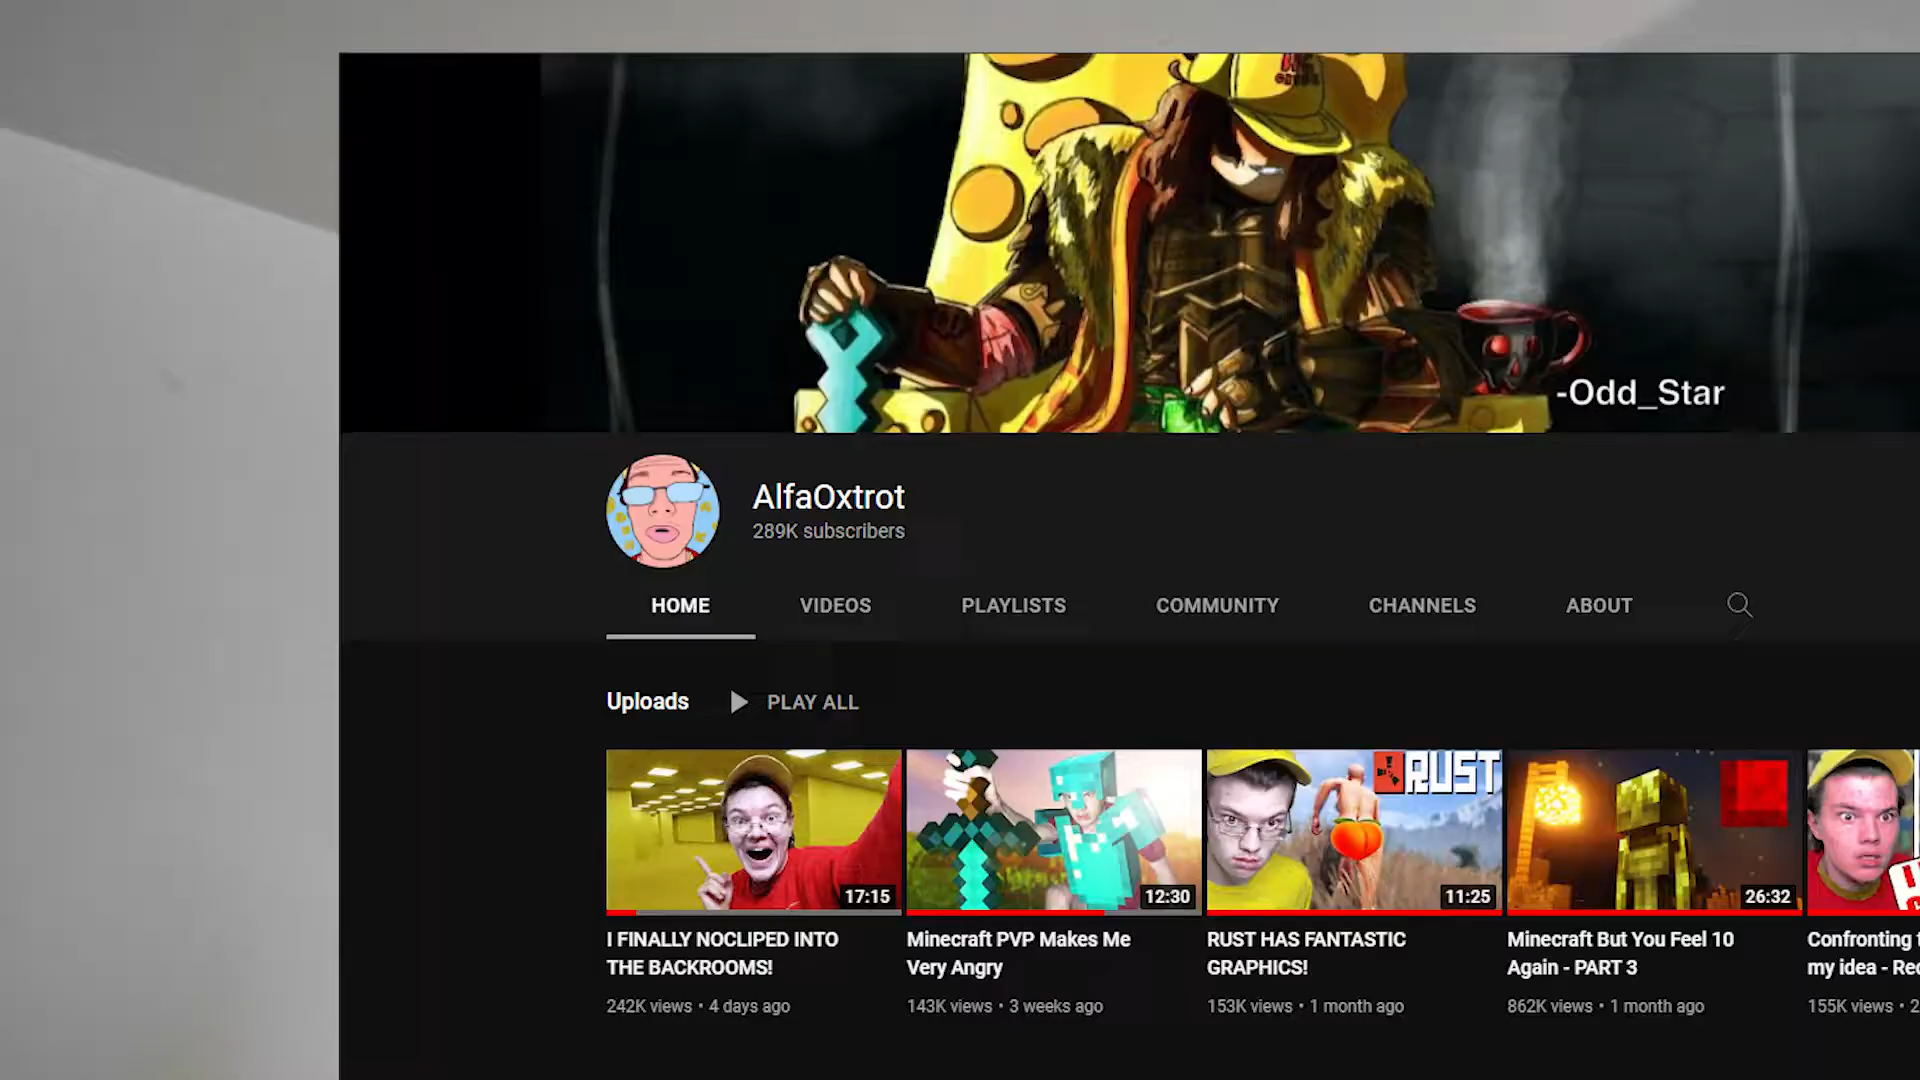 -Odd_Star
AlfaOxtrot
289K subscribers
HOME VIDEOS PLAYLISTS COMMUNITY CHANNELS ABOUT
Uploads PLAY ALL
RUST
17:15 12:30 11:25 26:32
I FINALLY NOCLIPED INTO
THE BACKROOMS!
242K views • 4 days ago
Minecraft PVP Makes Me
Very Angry
143K views • 3 weeks ago
RUST HAS FANTASTIC
GRAPHICS!
153K views • 1 month ago
Minecraft But You Feel 10
Again - PART 3
862K views • 1 month ago
Confronting
my idea -
155K views •